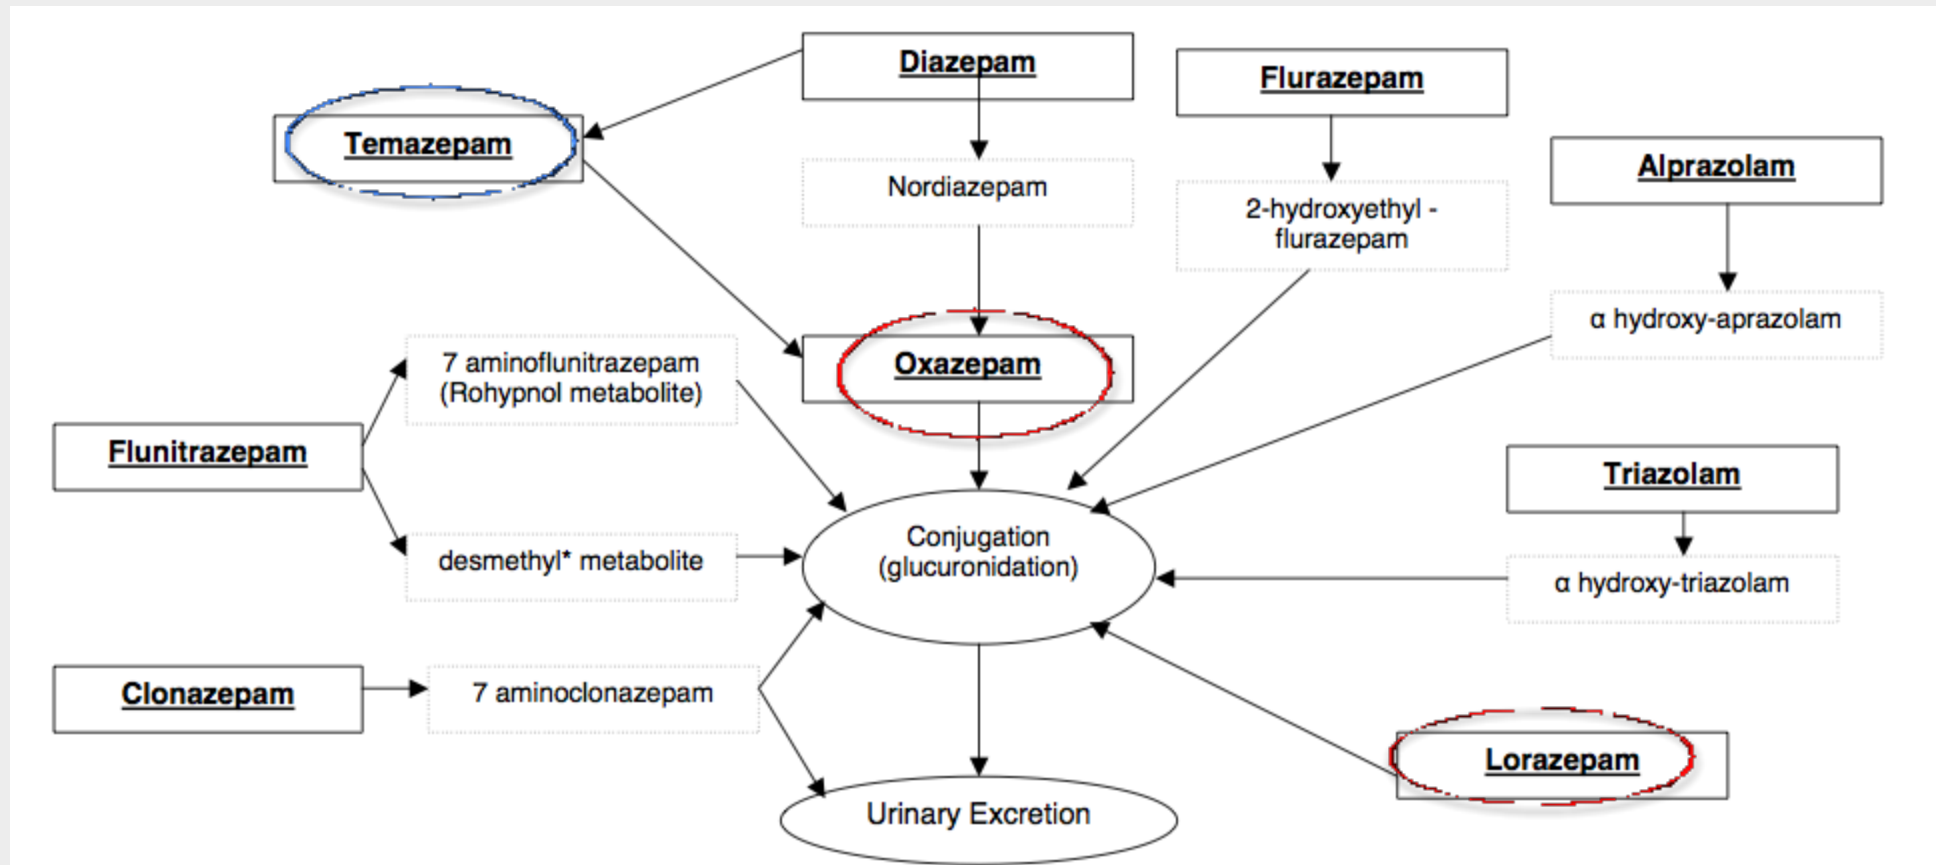 Diazepam
Flurazepam
Temazepam
Alprazolam
Nordiazepam
2-hydroxyethyl -
flurazepam
α hydroxy-aprazolam
7 aminoflunitrazepam
(Rohypnol metabolite)
Oxazepam
Flunitrazepam
Triazolam
Conjugation
(glucuronidation)
desmethyl* metabolite
α hydroxy-triazolam
Clonazepam
7 aminoclonazepam
Lorazepam
Urinary Excretion